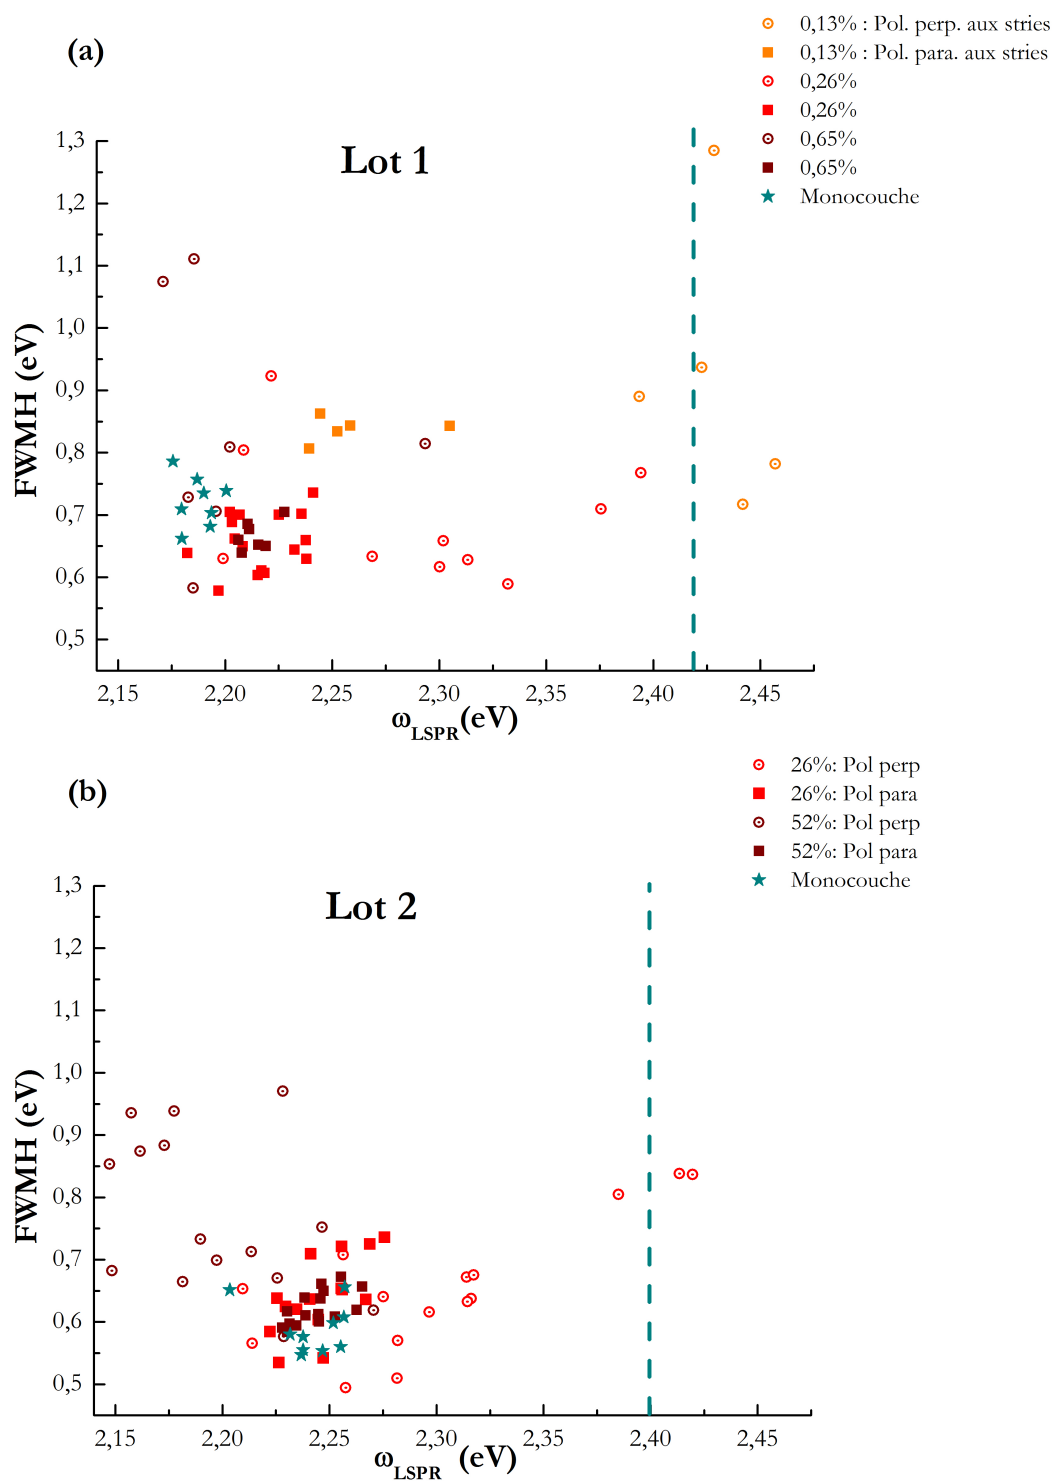 (a)
0,13% : Pol. perp. aux stries
0,13% : Pol. para. aux stries
0,26%
0,26%
0,65%
0,65%
Monocouche
Lot 1
1,3
1,2
1,1
1,0
0,9
0,8
0,7
0,6
0,5
FWMH (eV)
2,15 2,20 2,25 2,30 2,35 2,40 2,45
ωLSPR(eV)
(b)
26%: Pol perp
26%: Pol para
52%: Pol perp
52%: Pol para
Monocouche
Lot 2
1,3
1,2
1,1
1,0
0,9
0,8
0,7
0,6
0,5
FWMH (eV)
2,15 2,20 2,25 2,30 2,35 2,40 2,45
ωLSPR (eV)